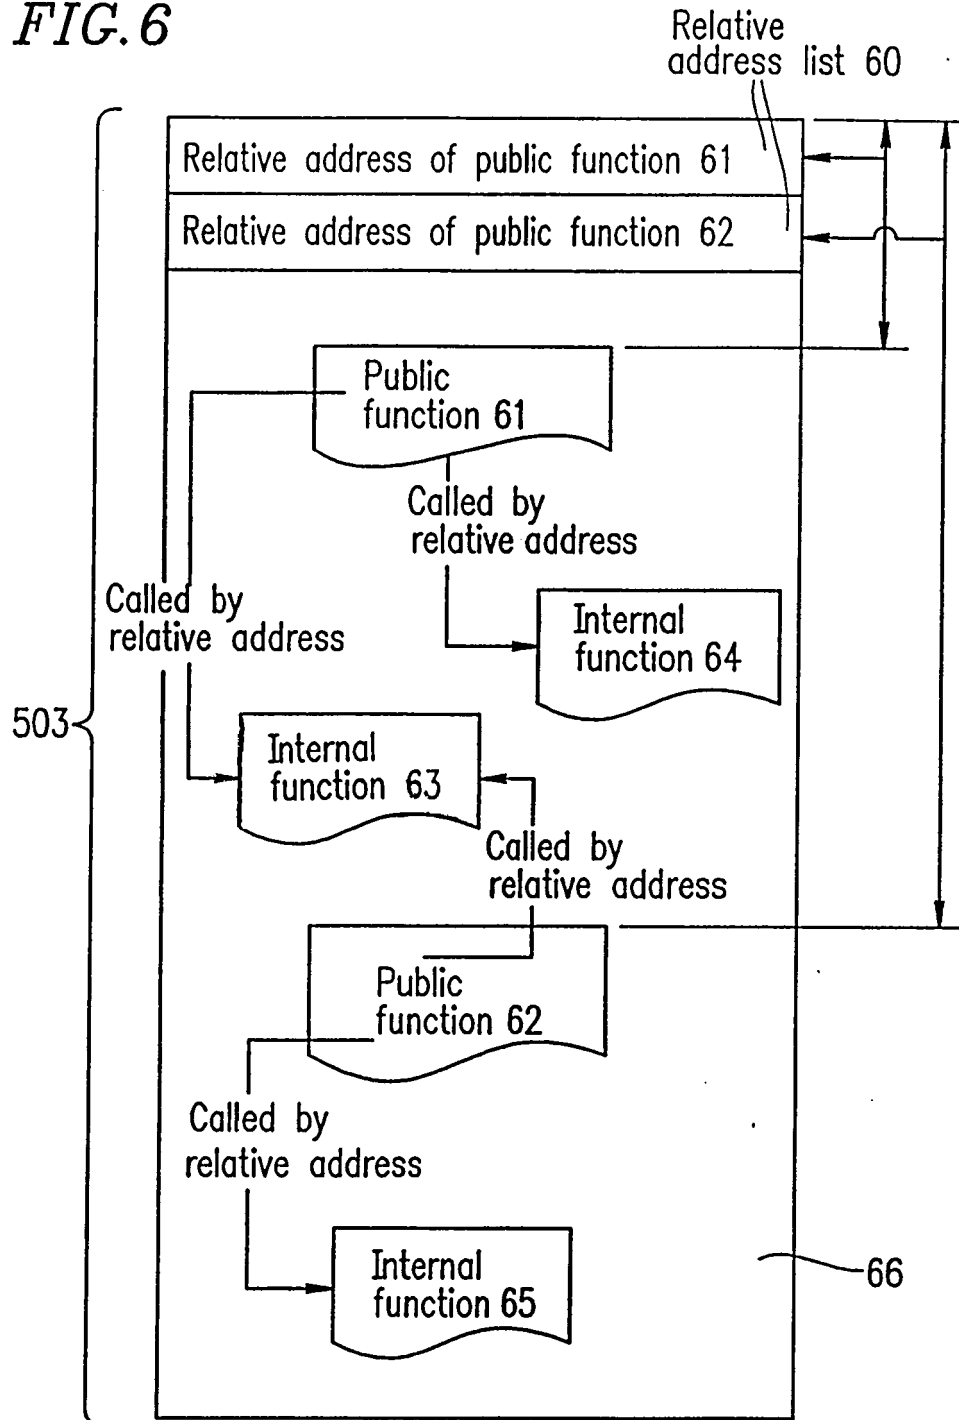 FIG. 6
Relative
address list 60
Relative address of public function 61
Relative address of public function 62
Public
function 61
Called by
relative address
Called by
relative address
Internal
function 64
503
Internal
function 63
Called by
relative address
Public
function 62
Called by
relative address
Internal
function 65
66